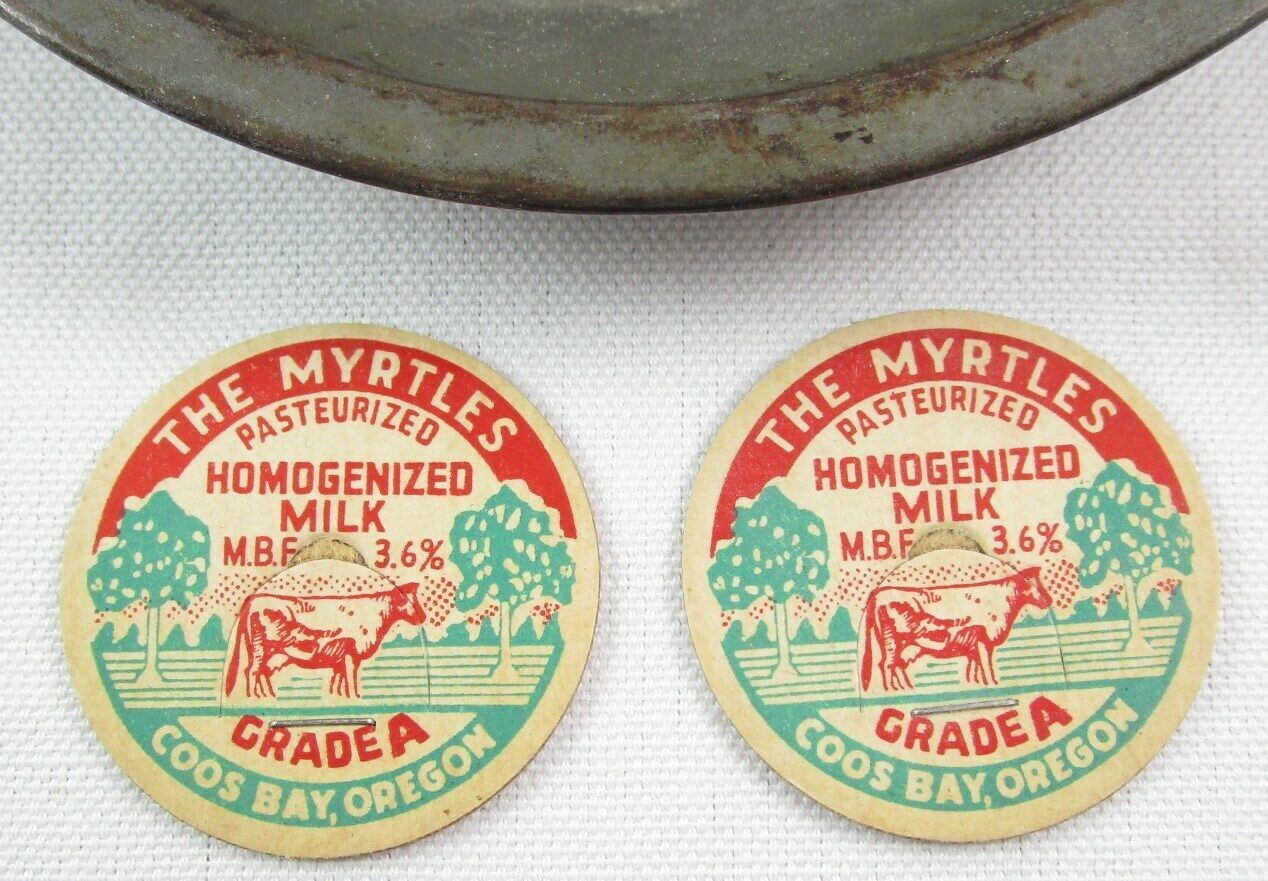 THE MYRTLES
PASTEURIZED
HOMOGENIZED
MILK
M.B.F. 3.6%
GRADE A
COOS BAY, OREGON
THE MYRTLES
PASTEURIZED
HOMOGENIZED
MILK
M.B.F. 3.6%
GRADE A
COOS BAY, OREGON